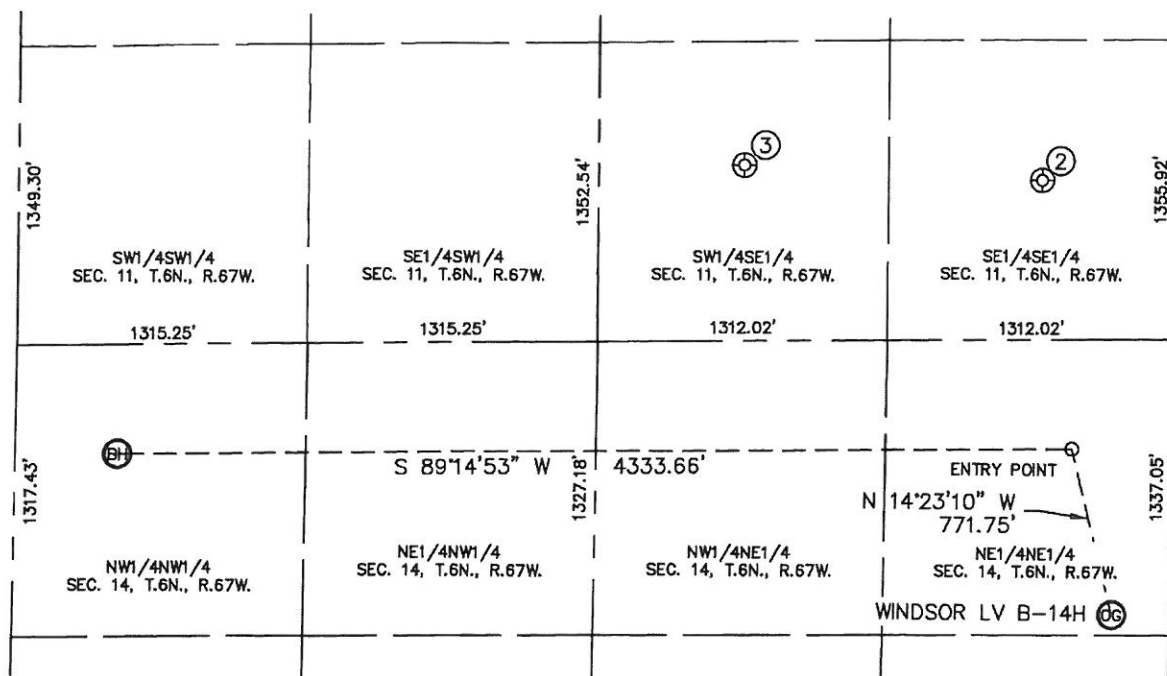 3
2
1349.30'
1352.54'
1355.92'
SW1/4SW1/4
SEC. 11, T.6N., R.67W.
SE1/4SW1/4
SEC. 11, T.6N., R.67W.
SW1/4SE1/4
SEC. 11, T.6N., R.67W.
SE1/4SE1/4
SEC. 11, T.6N., R.67W.
1315.25'
1315.25'
1312.02'
1312.02'
BH
S 89°14'53" W 4333.66'
ENTRY POINT
1317.43'
1327.18'
1337.05'
N 14°23'10" W
771.75'
NW1/4NW1/4
SEC. 14, T.6N., R.67W.
NE1/4NW1/4
SEC. 14, T.6N., R.67W.
NW1/4NE1/4
SEC. 14, T.6N., R.67W.
NE1/4NE1/4
SEC. 14, T.6N., R.67W.
WINDSOR LV B-14H
OG